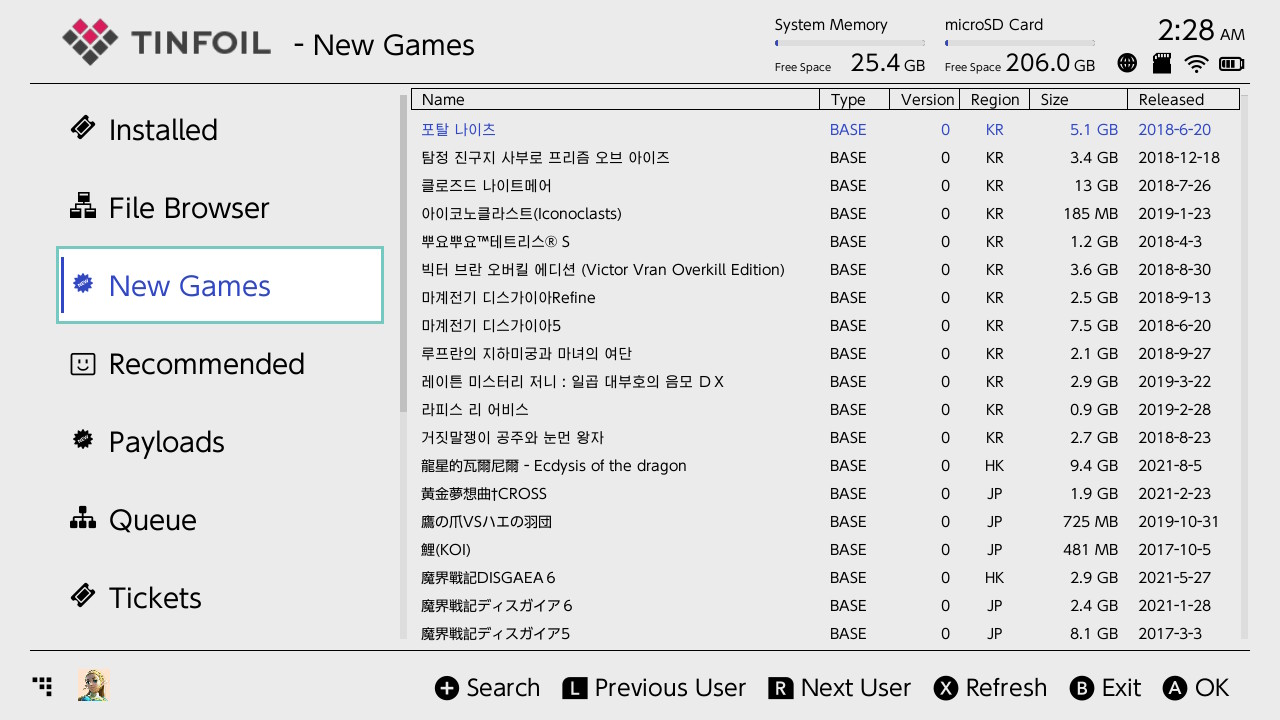 TINFOIL - New Games
System Memory
Free Space 25.4 GB
microSD Card
Free Space 206.0 GB
2:28 AM
Installed
File Browser
New Games
Recommended
Payloads
Queue
Tickets
Name Type Version Region Size Released
포탈 나이츠 BASE 0 KR 5.1 GB 2018-6-20
탐정 진구지 사부로 프리즘 오브 아이즈 BASE 0 KR 3.4 GB 2018-12-18
클로즈드 나이트메어 BASE 0 KR 13 GB 2018-7-26
아이코노클라스트(Iconoclasts) BASE 0 KR 185 MB 2019-1-23
뿌요뿌요™테트리스® S BASE 0 KR 1.2 GB 2018-4-3
빅터 브란 오버킬 에디션 (Victor Vran Overkill Edition) BASE 0 KR 3.6 GB 2018-8-30
마계전기 디스가이아Refine BASE 0 KR 2.5 GB 2018-9-13
마계전기 디스가이아5 BASE 0 KR 7.5 GB 2018-6-20
루프란의 지하미궁과 마녀의 여단 BASE 0 KR 2.1 GB 2018-9-27
레이튼 미스터리 저니 : 일곱 대부호의 음모 ＤＸ BASE 0 KR 2.9 GB 2019-3-22
라피스 리 어비스 BASE 0 KR 0.9 GB 2019-2-28
거짓말쟁이 공주와 눈먼 왕자 BASE 0 KR 2.7 GB 2018-8-23
龍星的瓦爾尼爾 - Ecdysis of the dragon BASE 0 HK 9.4 GB 2021-8-5
黄金夢想曲†CROSS BASE 0 JP 1.9 GB 2021-2-23
鷹の爪VSハエの羽団 BASE 0 JP 725 MB 2019-10-31
鯉(KOI) BASE 0 JP 481 MB 2017-10-5
魔界戰記DISGAEA６ BASE 0 HK 2.9 GB 2021-5-27
魔界戦記ディスガイア６ BASE 0 JP 2.4 GB 2021-1-28
魔界戦記ディスガイア5 BASE 0 JP 8.1 GB 2017-3-3
+ Search L Previous User R Next User X Refresh B Exit A OK